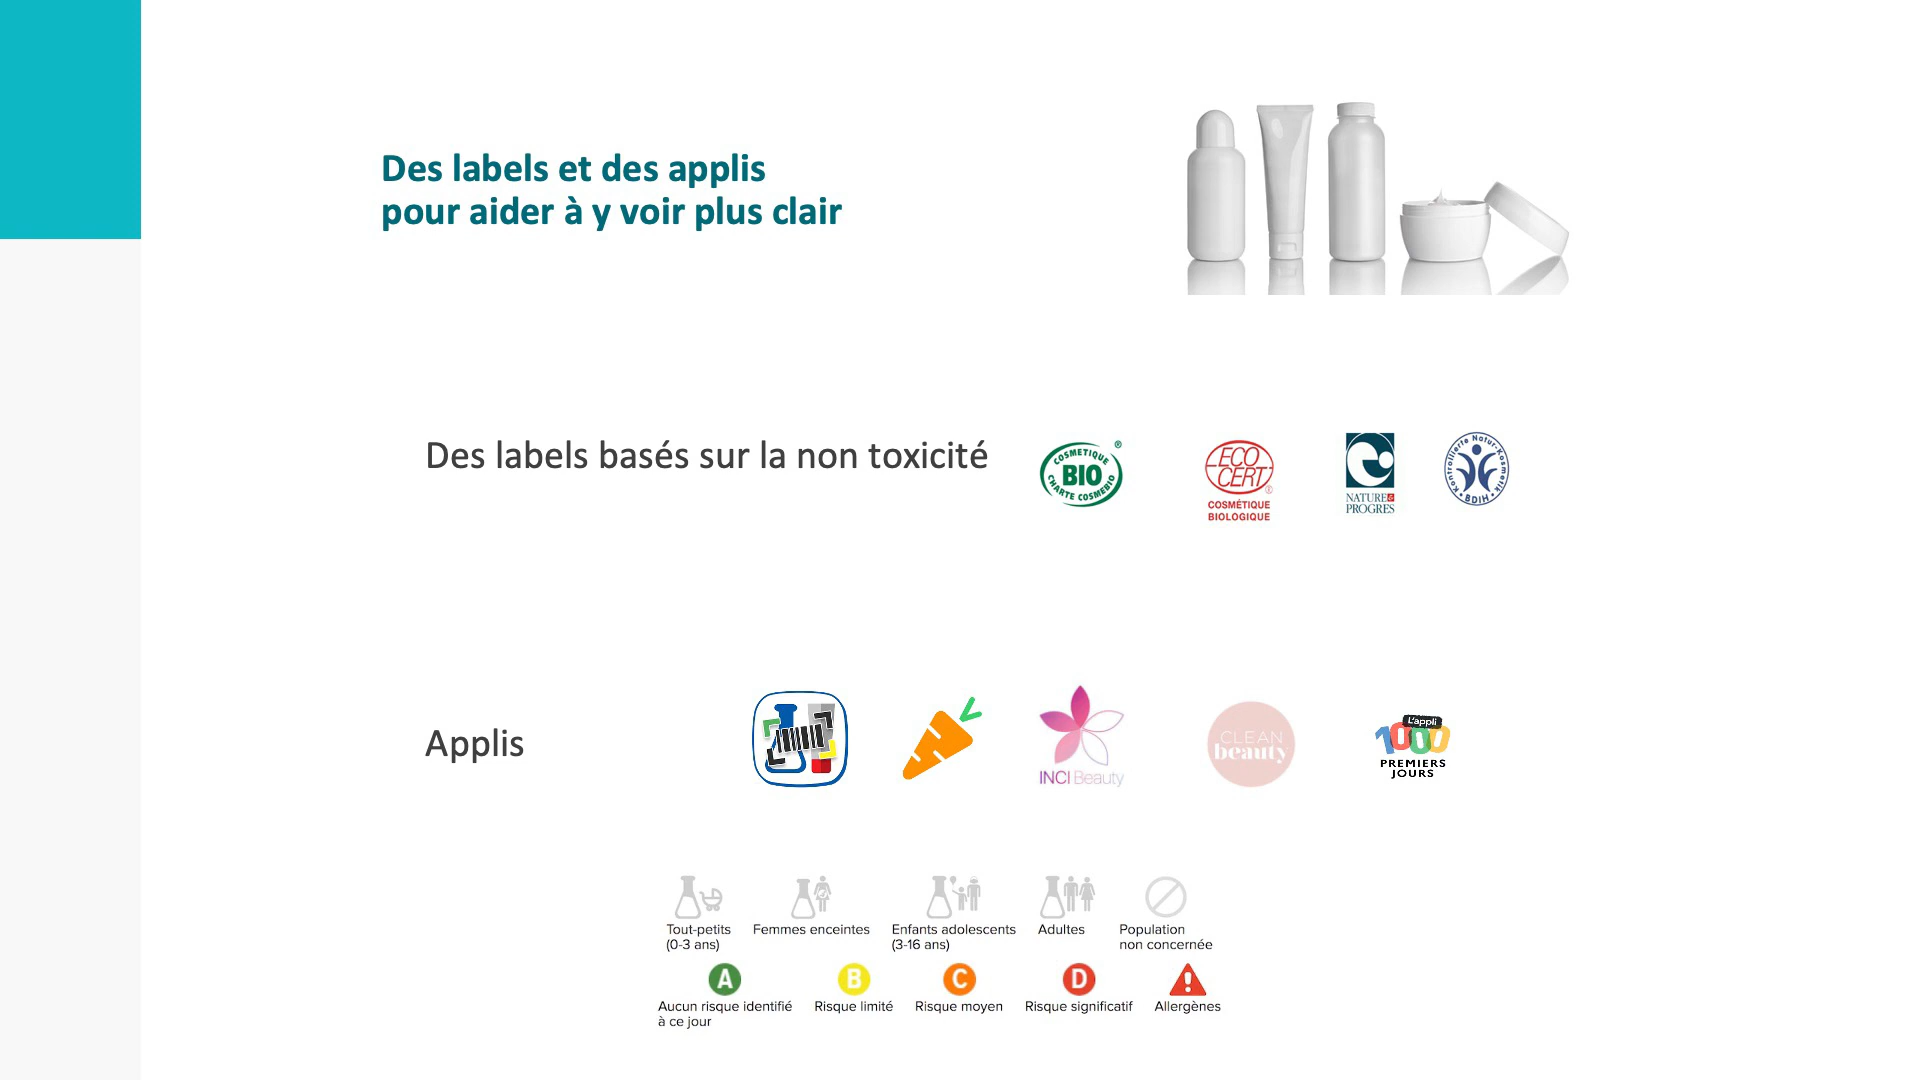 Des labels et des applis
pour aider à y voir plus clair
Des labels basés sur la non toxicité
COSMETIQUE
BIO
CHARTE COSMEBIO
®
ECO
CERT
®
COSMÉTIQUE
BIOLOGIQUE
NATURE &
PROGRES
Kontrollierte Natur-Kosmetik
BDIH
Applis
INCI Beauty
CLEAN
beauty
L'appli
1000
PREMIERS
JOURS
Tout-petits
(0-3 ans)
Femmes enceintes
Enfants adolescents
(3-16 ans)
Adultes
Population
non concernée
A
B
C
D
Aucun risque identifié
à ce jour
Risque limité
Risque moyen
Risque significatif
Allergènes